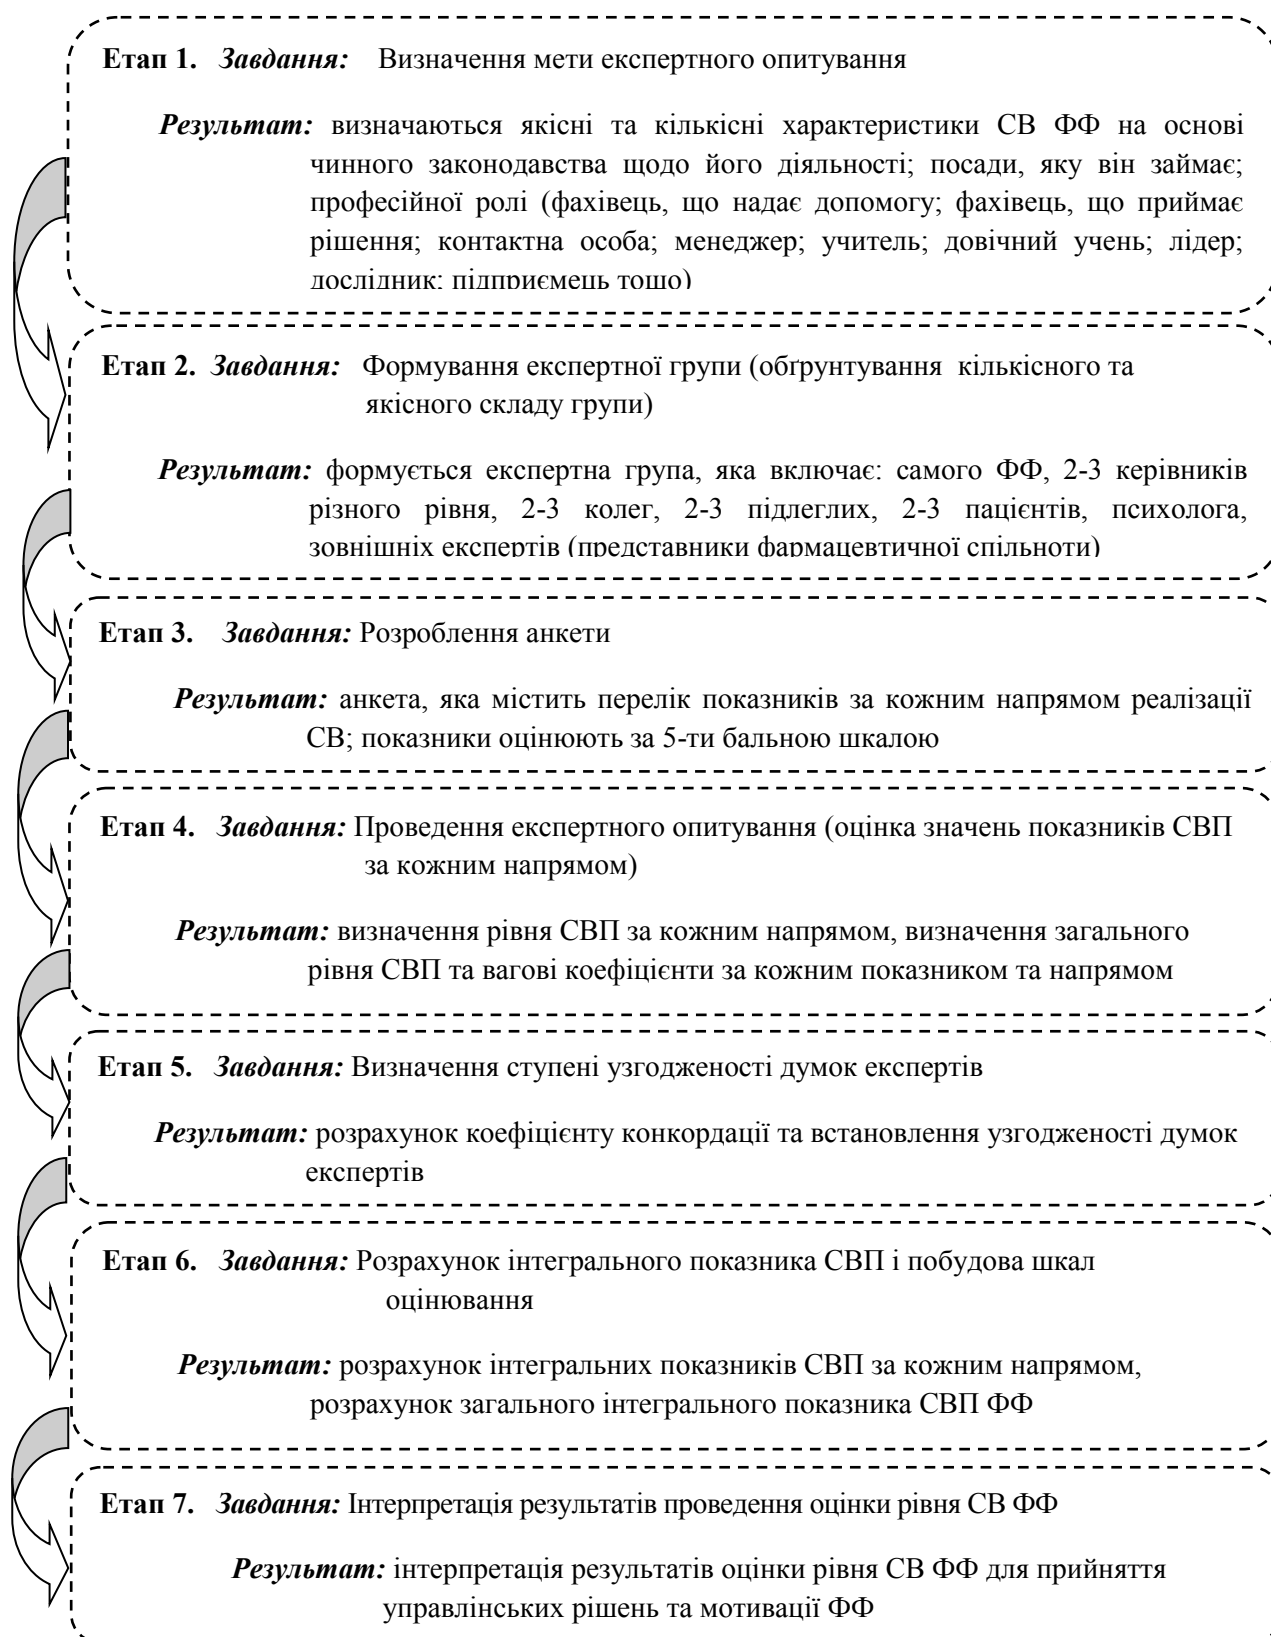 Етап 1. Завдання: Визначення мети експертного опитування
Результат: визначаються якісні та кількісні характеристики СВ ФФ на основі
чинного законодавства щодо його діяльності; посади, яку він займає;
професійної ролі (фахівець, що надає допомогу; фахівець, що приймає
рішення; контактна особа; менеджер; учитель; довічний учень; лідер;
дослідник; підприємець тощо)
Етап 2. Завдання: Формування експертної групи (обґрунтування кількісного та
якісного складу групи)
Результат: формується експертна група, яка включає: самого ФФ, 2-3 керівників
різного рівня, 2-3 колег, 2-3 підлеглих, 2-3 пацієнтів, психолога,
зовнішніх експертів (представники фармацевтичної спільноти)
Етап 3. Завдання: Розроблення анкети
Результат: анкета, яка містить перелік показників за кожним напрямом реалізації
СВ; показники оцінюють за 5-ти бальною шкалою
Етап 4. Завдання: Проведення експертного опитування (оцінка значень показників СВП
за кожним напрямом)
Результат: визначення рівня СВП за кожним напрямом, визначення загального
рівня СВП та вагові коефіцієнти за кожним показником та напрямом
Етап 5. Завдання: Визначення ступені узгодженості думок експертів
Результат: розрахунок коефіцієнту конкордації та встановлення узгодженості думок
експертів
Етап 6. Завдання: Розрахунок інтегрального показника СВП і побудова шкал
оцінювання
Результат: розрахунок інтегральних показників СВП за кожним напрямом,
розрахунок загального інтегрального показника СВП ФФ
Етап 7. Завдання: Інтерпретація результатів проведення оцінки рівня СВ ФФ
Результат: інтерпретація результатів оцінки рівня СВ ФФ для прийняття
управлінських рішень та мотивації ФФ